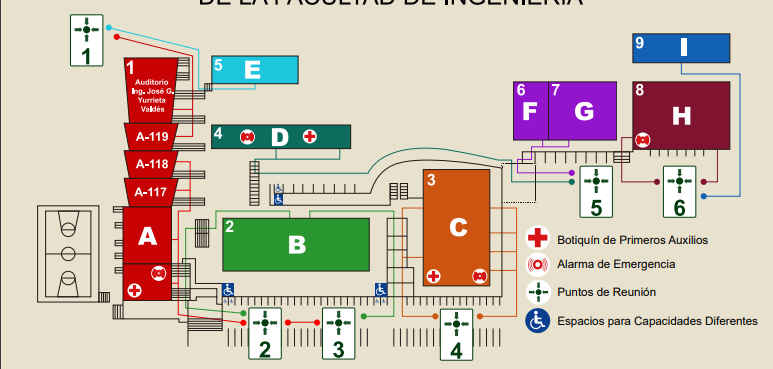 DE LA FACULTAD DE INGENIERÍA
1
1
Auditorio
Ing. José G.
Yurrieta
Valdés
A-119
A-118
A-117
A
5 E
4 D
2
B
3
C
6 7
F G
8
H
9 I
5
6
2
3
4
Botiquín de Primeros Auxilios
Alarma de Emergencia
Puntos de Reunión
Espacios para Capacidades Diferentes